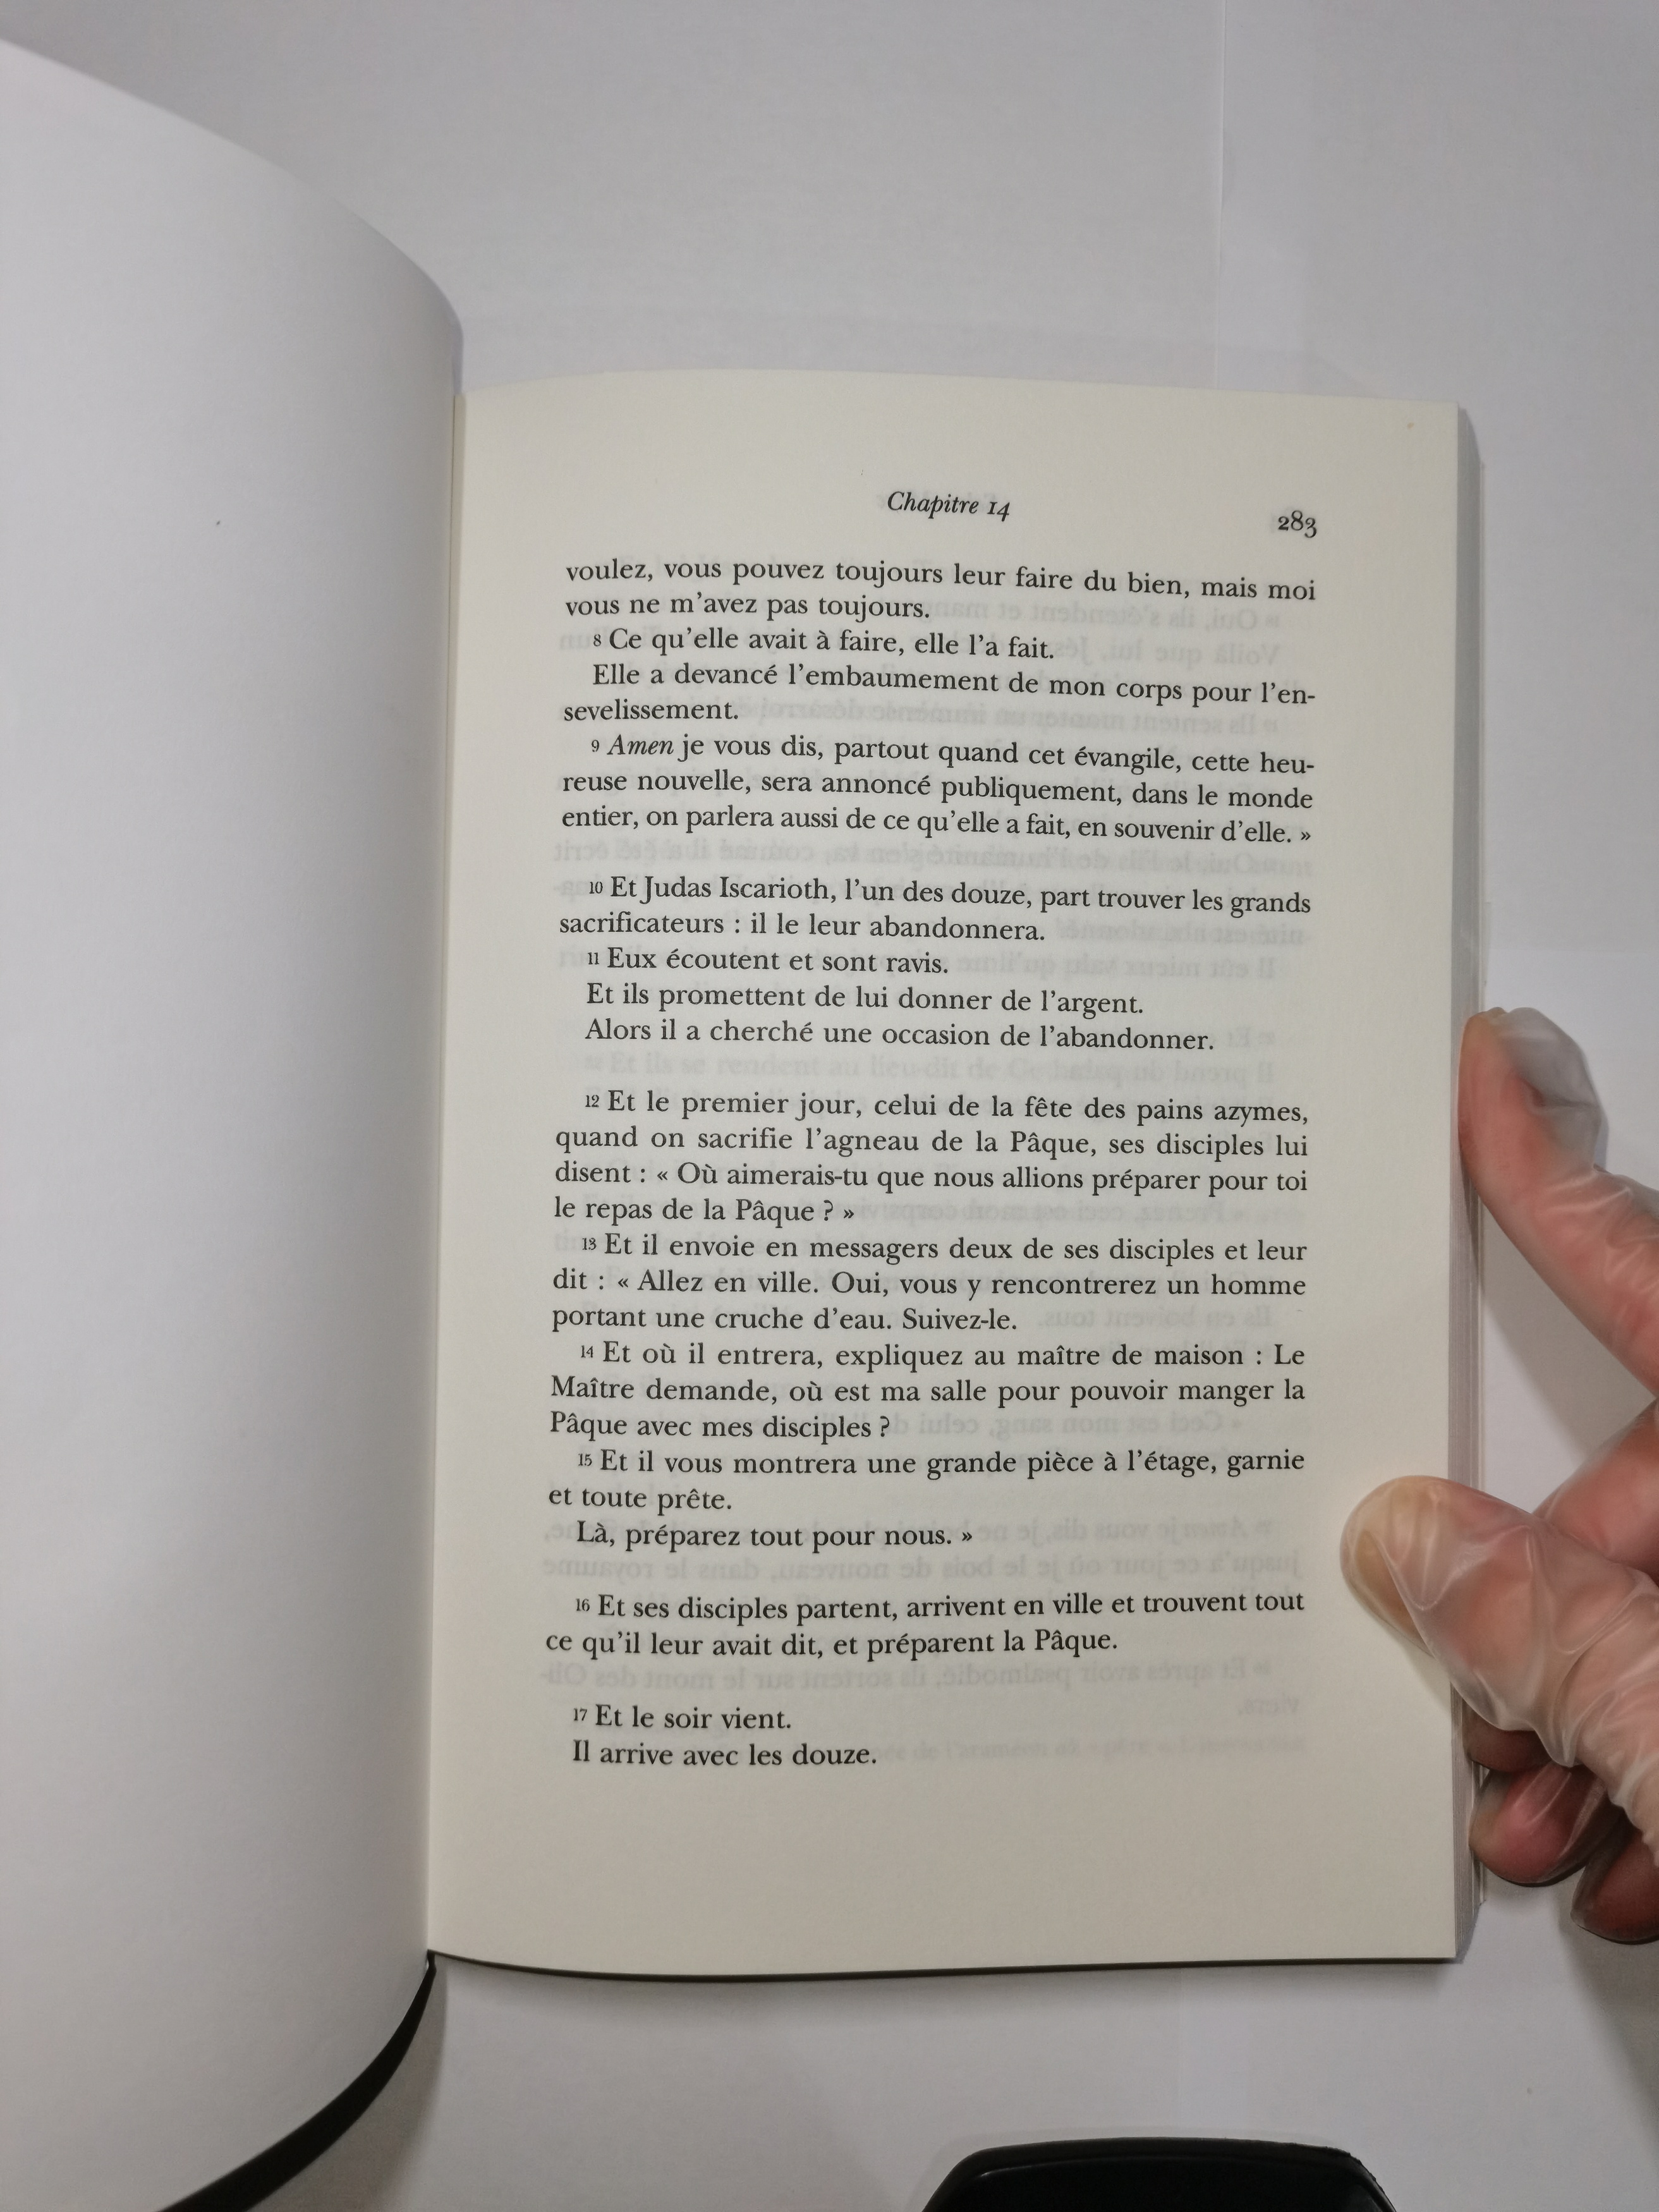 Chapitre 14
283
voulez, vous pouvez toujours leur faire du bien, mais moi
vous ne m'avez pas toujours.
8 Ce qu'elle avait à faire, elle l'a fait.
Elle a devancé l'embaumement de mon corps pour l'en-
sevelissement.
9 Amen je vous dis, partout quand cet évangile, cette heu-
reuse nouvelle, sera annoncé publiquement, dans le monde
entier, on parlera aussi de ce qu'elle a fait, en souvenir d'elle. »
10 Et Judas Iscarioth, l'un des douze, part trouver les grands
sacrificateurs : il le leur abandonnera.
11 Eux écoutent et sont ravis.
Et ils promettent de lui donner de l'argent.
Alors il a cherché une occasion de l'abandonner.
12 Et le premier jour, celui de la fête des pains azymes,
quand on sacrifie l'agneau de la Pâque, ses disciples lui
disent : « Où aimerais-tu que nous allions préparer pour toi
le repas de la Pâque ? »
13 Et il envoie en messagers deux de ses disciples et leur
dit : « Allez en ville. Oui, vous y rencontrerez un homme
portant une cruche d'eau. Suivez-le.
14 Et où il entrera, expliquez au maître de maison : Le
Maître demande, où est ma salle pour pouvoir manger la
Pâque avec mes disciples ?
15 Et il vous montrera une grande pièce à l'étage, garnie
et toute prête.
Là, préparez tout pour nous. »
16 Et ses disciples partent, arrivent en ville et trouvent tout
ce qu'il leur avait dit, et préparent la Pâque.
17 Et le soir vient.
Il arrive avec les douze.